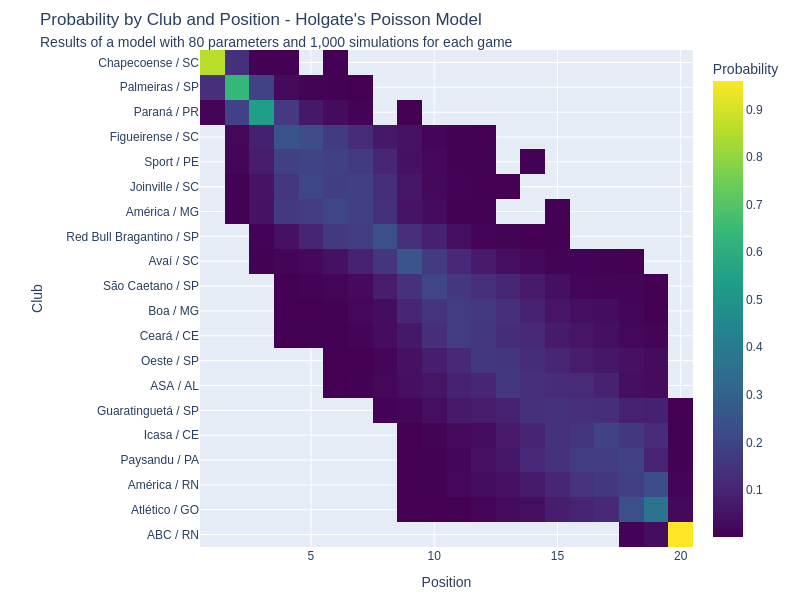 Probability by Club and Position - Holgate's Poisson Model
Results of a model with 80 parameters and 1,000 simulations for each game
Probability
Chapecoense / SC
Palmeiras / SP
Paraná / PR
Figueirense / SC
Sport / PE
Joinville / SC
América / MG
Red Bull Bragantino / SP
Avaí / SC
São Caetano / SP
Boa / MG
Ceará / CE
Oeste / SP
ASA / AL
Guaratinguetá / SP
Icasa / CE
Paysandu / PA
América / RN
Atlético / GO
ABC / RN
Club
5
10
15
20
Position
0.9
0.8
0.7
0.6
0.5
0.4
0.3
0.2
0.1